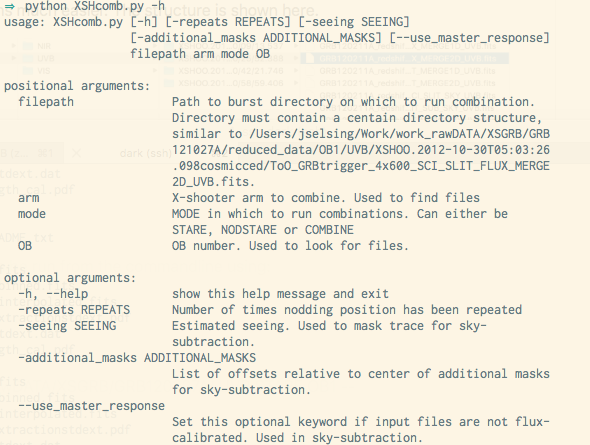 ⇒ python XSHcomb.py -h
usage: XSHcomb.py [-h] [-repeats REPEATS] [-seeing SEEING]
[-additional_masks ADDITIONAL_MASKS] [--use_master_response]
filepath arm mode OB
positional arguments:
filepath Path to burst directory on which to run combination.
Directory must contain a centain directory structure,
similar to /Users/jselsing/Work/work_rawDATA/XSGRB/GRB
121027A/reduced_data/OB1/UVB/XSHOO.2012-10-30T05:03:26
.098cosmicced/ToO_GRBtrigger_4x600_SCI_SLIT_FLUX_MERGE
2D_UVB.fits.
arm X-shooter arm to combine. Used to find files
mode MODE in which to run combinations. Can either be
STARE, NODSTARE or COMBINE
OB OB number. Used to look for files.
optional arguments:
-h, --help show this help message and exit
-repeats REPEATS Number of times nodding position has been repeated
-seeing SEEING Estimated seeing. Used to mask trace for sky-
subtraction.
-additional_masks ADDITIONAL_MASKS
List of offsets relative to center of additional masks
for sky-subtraction.
--use_master_response
Set this optional keyword if input files are not flux-
calibrated. Used in sky-subtraction.